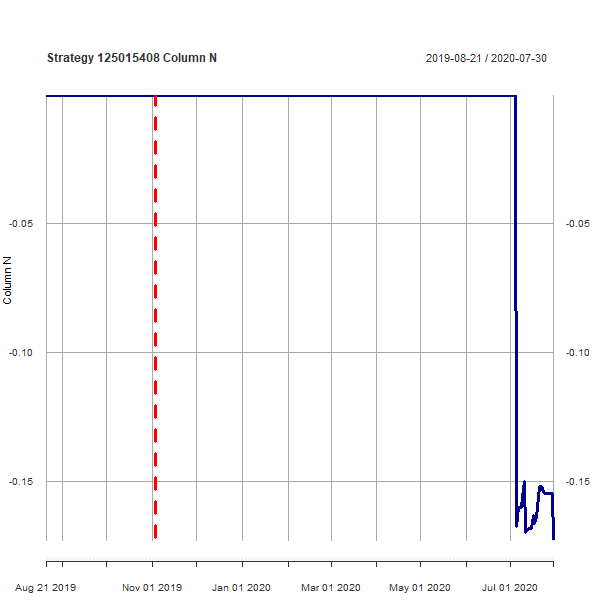 Strategy 125015408 Column N
2019-08-21 / 2020-07-30
-0.05
-0.05
Column N
-0.10
-0.10
-0.15
-0.15
Aug 21 2019
Nov 01 2019
Jan 01 2020
Mar 01 2020
May 01 2020
Jul 01 2020